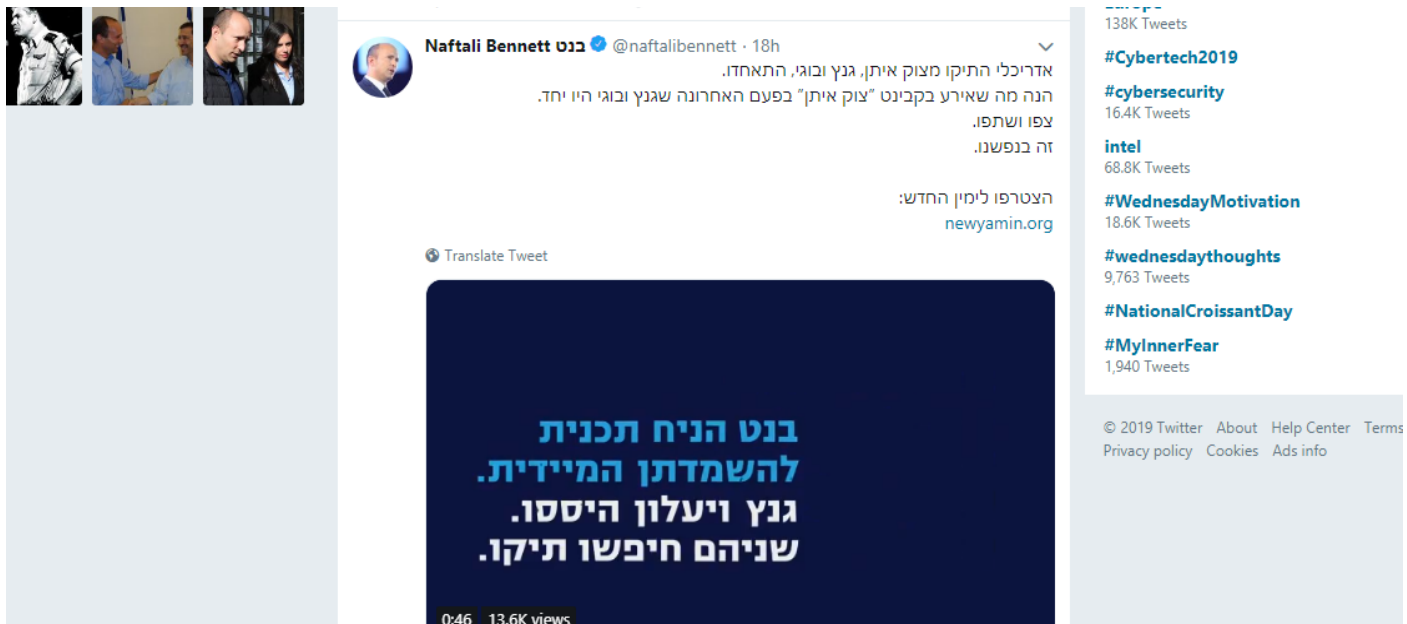 Naftali Bennett בנט @naftalibennett · 18h
אדריכלי התיקו מצוק איתן, גנץ ובוגי, התאחדו.
הנה מה שאירע בקבינט "צוק איתן" בפעם האחרונה שגנץ ובוגי היו יחד.
צפו ושתפו.
זה בנפשנו.
הצטרפו לימין החדש:
newyamin.org
Translate Tweet
בנט הניח תכנית
להשמדתן המיידית.
גנץ ויעלון היססו.
שניהם חיפשו תיקו.
0:46 13.6K views
138K Tweets
#Cybertech2019
#cybersecurity
16.4K Tweets
intel
68.8K Tweets
#WednesdayMotivation
18.6K Tweets
#wednesdaythoughts
9,763 Tweets
#NationalCroissantDay
#MyInnerFear
1,940 Tweets
© 2019 Twitter About Help Center Terms
Privacy policy Cookies Ads info